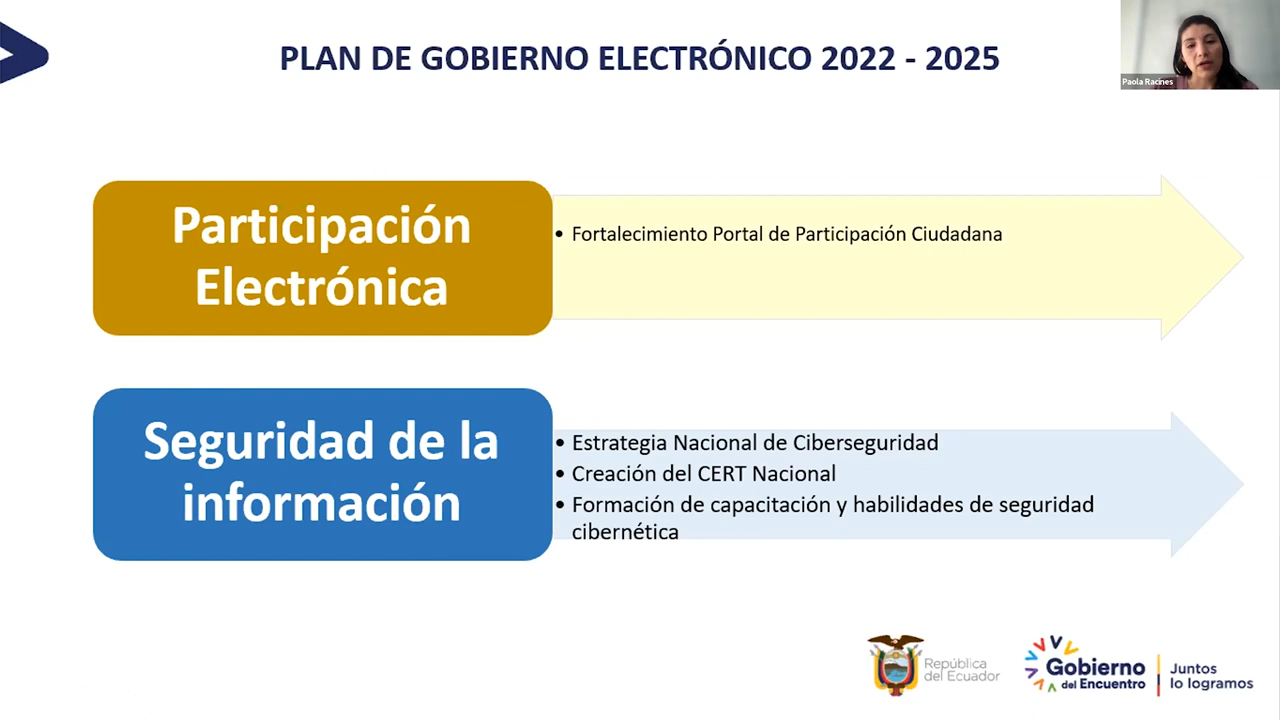 PLAN DE GOBIERNO ELECTRÓNICO 2022 - 2025
Paola Racines
Participación
Electrónica
• Fortalecimiento Portal de Participación Ciudadana
Seguridad de la
información
• Estrategia Nacional de Ciberseguridad
• Creación del CERT Nacional
• Formación de capacitación y habilidades de seguridad
cibernética
República
del Ecuador
Gobierno
del Encuentro
Juntos
lo logramos